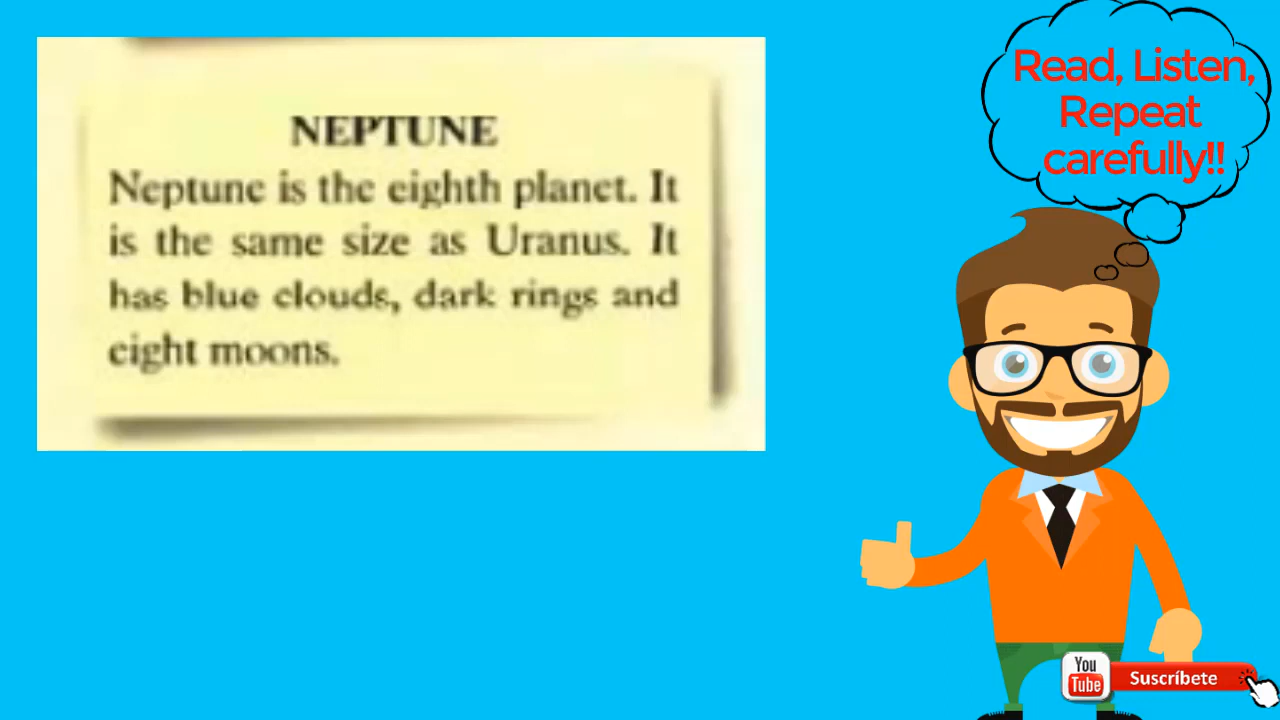 NEPTUNE
Neptune is the eighth planet. It
is the same size as Uranus. It
has blue clouds, dark rings and
eight moons.
Read, Listen,
Repeat
carefully!!
You
Tube
Suscríbete